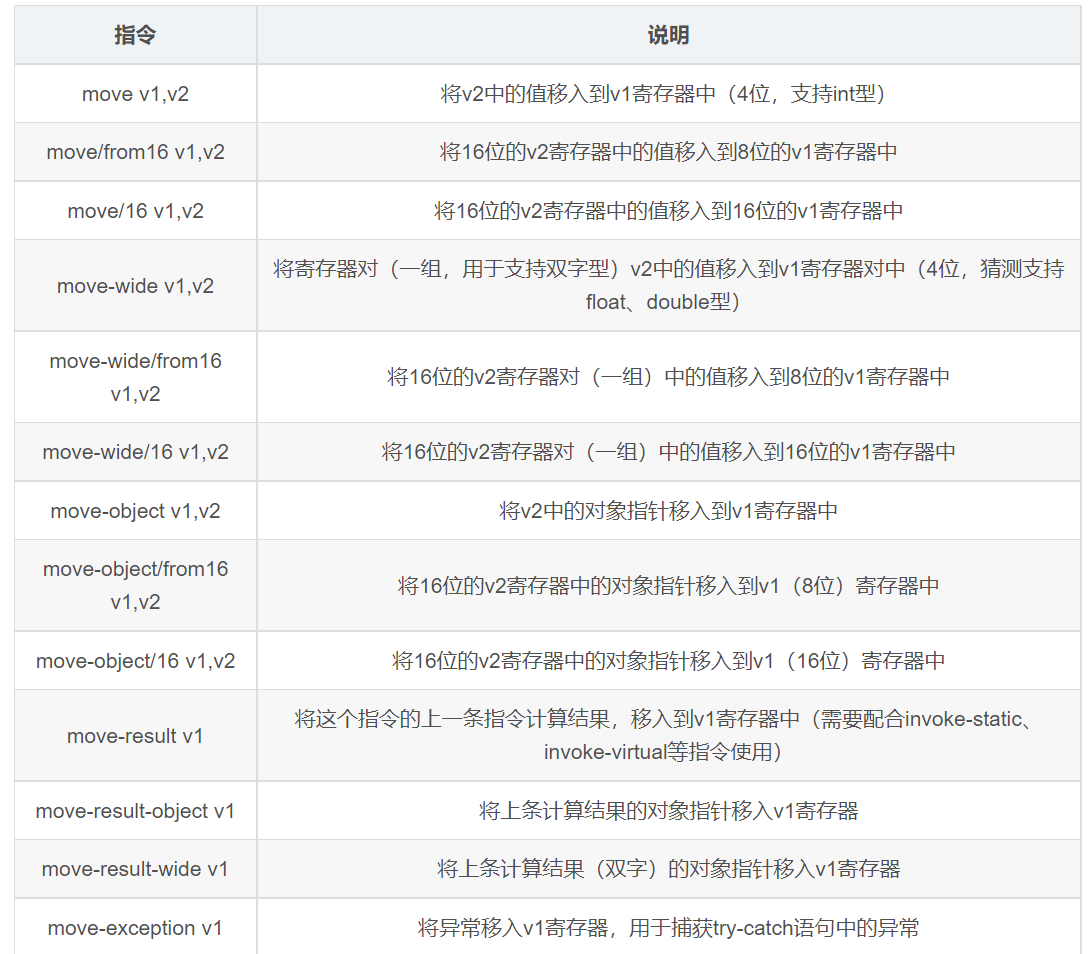 指令
说明
move v1,v2
将v2中的值移入到v1寄存器中（4位，支持int型）
move/from16 v1,v2
将16位的v2寄存器中的值移入到8位的v1寄存器中
move/16 v1,v2
将16位的v2寄存器中的值移入到16位的v1寄存器中
move-wide v1,v2
将寄存器对（一组，用于支持双字型）v2中的值移入到v1寄存器对中（4位，猜测支持
float、double型）
move-wide/from16
v1,v2
将16位的v2寄存器对（一组）中的值移入到8位的v1寄存器中
move-wide/16 v1,v2
将16位的v2寄存器对（一组）中的值移入到16位的v1寄存器中
move-object v1,v2
将v2中的对象指针移入到v1寄存器中
move-object/from16
v1,v2
将16位的v2寄存器中的对象指针移入到v1（8位）寄存器中
move-object/16 v1,v2
将16位的v2寄存器中的对象指针移入到v1（16位）寄存器中
move-result v1
将这个指令的上一条指令计算结果，移入到v1寄存器中（需要配合invoke-static、
invoke-virtual等指令使用）
move-result-object v1
将上条计算结果的对象指针移入v1寄存器
move-result-wide v1
将上条计算结果（双字）的对象指针移入v1寄存器
move-exception v1
将异常移入v1寄存器，用于捕获try-catch语句中的异常